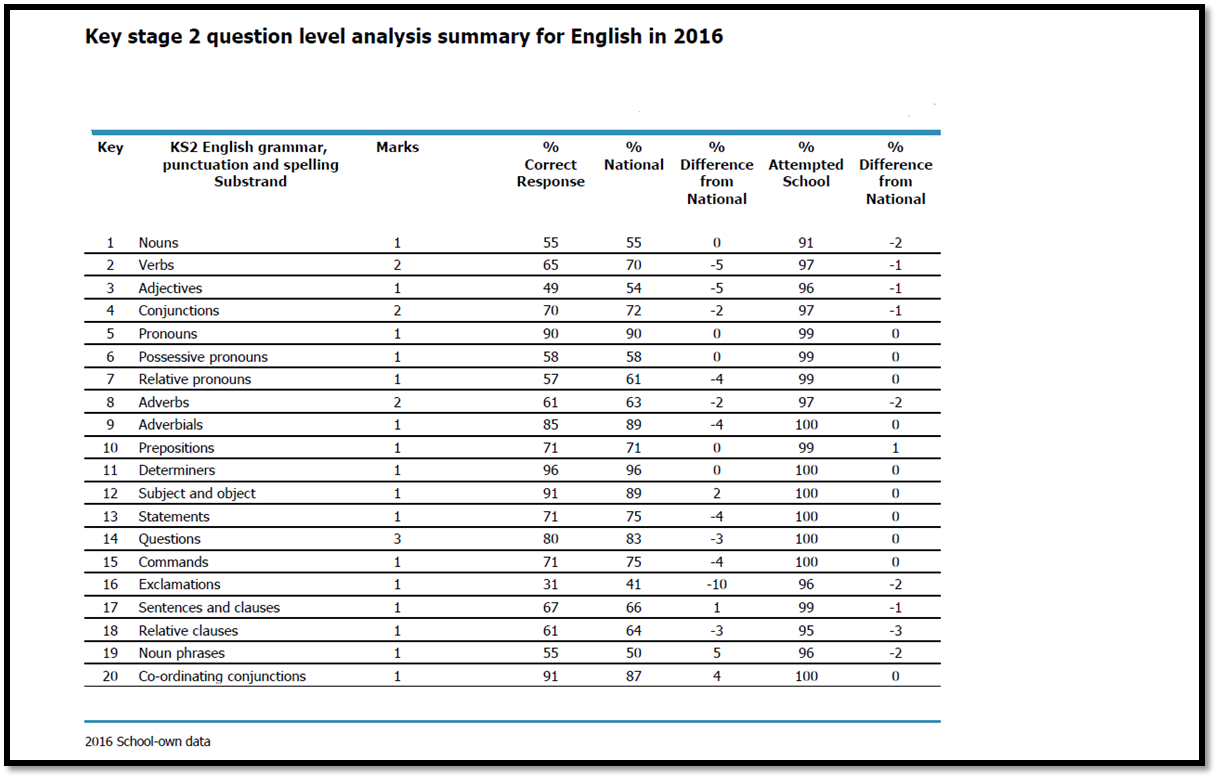 Key stage 2 question level analysis summary for English in 2016
Key KS2 English grammar, punctuation and spelling Substrand Marks % Correct Response % National % Difference from National % Attempted School % Difference from National
1 Nouns 1 55 55 0 91 -2
2 Verbs 2 65 70 -5 97 -1
3 Adjectives 1 49 54 -5 96 -1
4 Conjunctions 2 70 72 -2 97 -1
5 Pronouns 1 90 90 0 99 0
6 Possessive pronouns 1 58 58 0 99 0
7 Relative pronouns 1 57 61 -4 99 0
8 Adverbs 2 61 63 -2 97 -2
9 Adverbials 1 85 89 -4 100 0
10 Prepositions 1 71 71 0 99 1
11 Determiners 1 96 96 0 100 0
12 Subject and object 1 91 89 2 100 0
13 Statements 1 71 75 -4 100 0
14 Questions 3 80 83 -3 100 0
15 Commands 1 71 75 -4 100 0
16 Exclamations 1 31 41 -10 96 -2
17 Sentences and clauses 1 67 66 1 99 -1
18 Relative clauses 1 61 64 -3 95 -3
19 Noun phrases 1 55 50 5 96 -2
20 Co-ordinating conjunctions 1 91 87 4 100 0
2016 School-own data